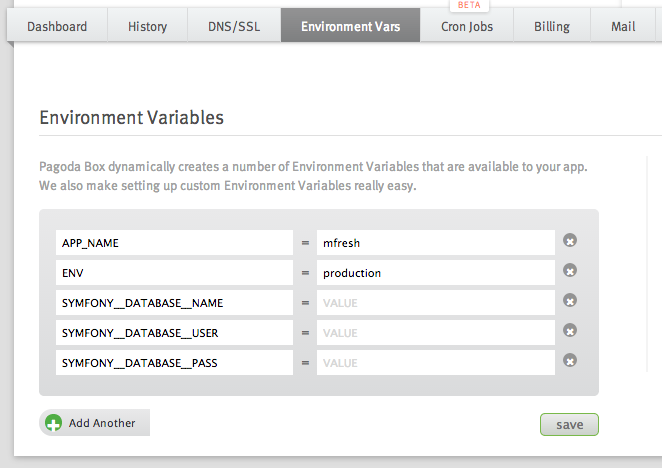 BETA
Dashboard History DNS/SSL Environment Vars Cron Jobs Billing Mail
Environment Variables
Pagoda Box dynamically creates a number of Environment Variables that are available to your app.
We also make setting up custom Environment Variables really easy.
APP_NAME = mfresh
ENV = production
SYMFONY__DATABASE__NAME = VALUE
SYMFONY__DATABASE__USER = VALUE
SYMFONY__DATABASE__PASS = VALUE
Add Another save